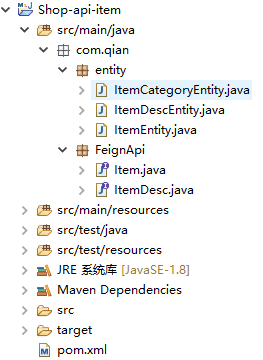 Shop-api-item
src/main/java
com.qian
entity
ItemCategoryEntity.java
ItemDescEntity.java
ItemEntity.java
FeignApi
Item.java
ItemDesc.java
src/main/resources
src/test/java
src/test/resources
JRE 系统库 [JavaSE-1.8]
Maven Dependencies
src
target
pom.xml